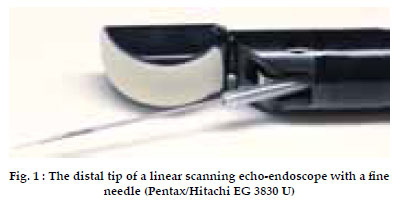 Fig. 1 : The distal tip of a linear scanning echo-endoscope with a fine
needle (Pentax/Hitachi EG 3830 U)